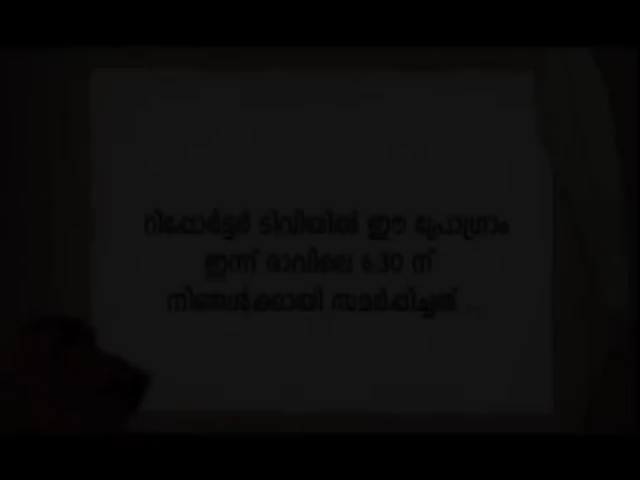 റിപ്പോർട്ടർ ടിവിയിൽ ഈ പ്രോഗ്രാം
ഇന്ന് രാവിലെ 6:30 ന്
നിങ്ങൾക്കായി സമർപ്പിച്ചത് ...